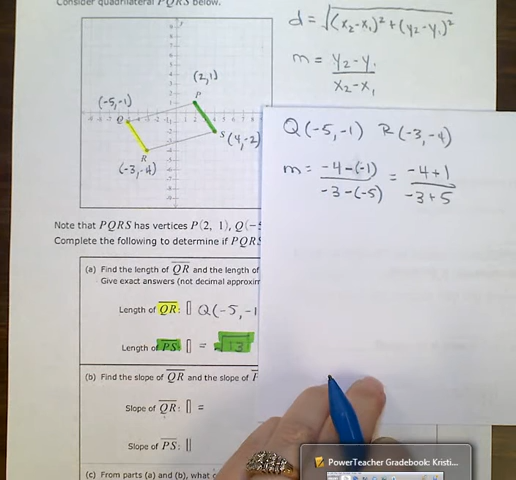 Consider quadrilateral PQRS below.
d = √(x₂-x₁)²+(y₂-y₁)²
m = y₂-y₁
x₂-x₁
(2,1)
P
(-5,-1)
Q
S (4,-2)
R
(-3,-4)
Q(-5,-1) R(-3,-4)
m = -4-(-1) = -4+1
-3-(-5) -3+5
Note that PQRS has vertices P(2, 1), Q(-5
Complete the following to determine if PQRS
(a) Find the length of QR and the length of
Give exact answers (not decimal approxim
Length of QR: Q(-5,-1
Length of PS: = √13
(b) Find the slope of QR and the slope of P
Slope of QR: =
Slope of PS:
(c) From parts (a) and (b), what c
PowerTeacher Gradebook: Kristi...